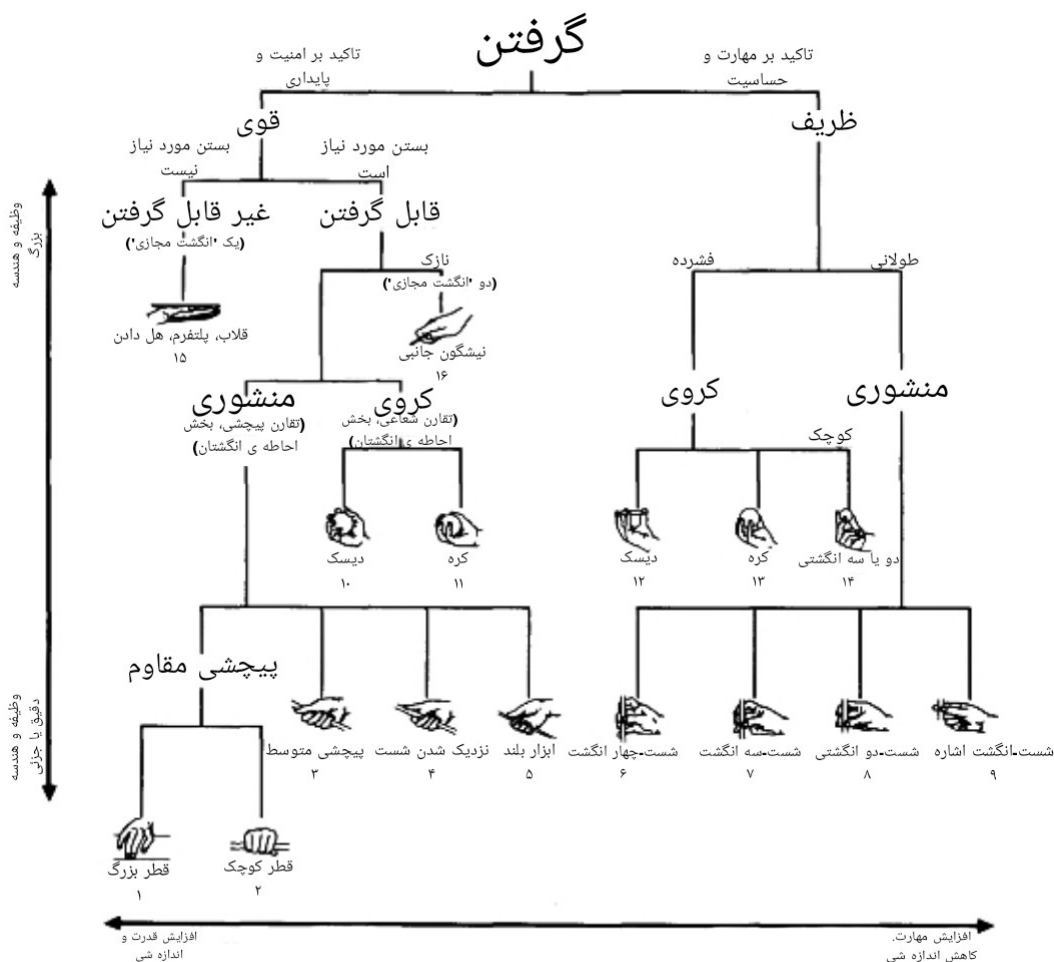 گرفتن
تاکید بر امنیت و
پایداری
تاکید بر مهارت و
حساسیت
قوی
ظریف
بستن مورد نیاز
نیست
بستن مورد نیاز
است
غیر قابل گرفتن
(یک 'انگشت مجازی')
قابل گرفتن
نازک
(دو 'انگشت مجازی')
فشرده
طولانی
قلاب، پلتفرم، هل دادن
۱۵
نیشگون جانبی
۱۶
منشوری
(تقارن پیچشی، بخش
احاطه ی انگشتان)
کروی
(تقارن شعاعی، بخش
احاطه ی انگشتان)
کروی
منشوری
کوچک
دیسک
۱۰
کره
۱۱
دیسک
۱۲
کره
۱۳
دو یا سه انگشتی
۱۴
پیچشی مقاوم
پیچشی متوسط
۳
نزدیک شدن شست
۴
ابزار بلند
۵
شست-چهار انگشت
۶
شست-سه انگشت
۷
شست-دو انگشتی
۸
شست-انگشت اشاره
۹
قطر بزرگ
۱
قطر کوچک
۲
وظیفه و هندسه
بزرگ
وظیفه و هندسه
دقیق یا جزئی
افزایش قدرت و
اندازه شی
افزایش مهارت.
کاهش اندازه شی